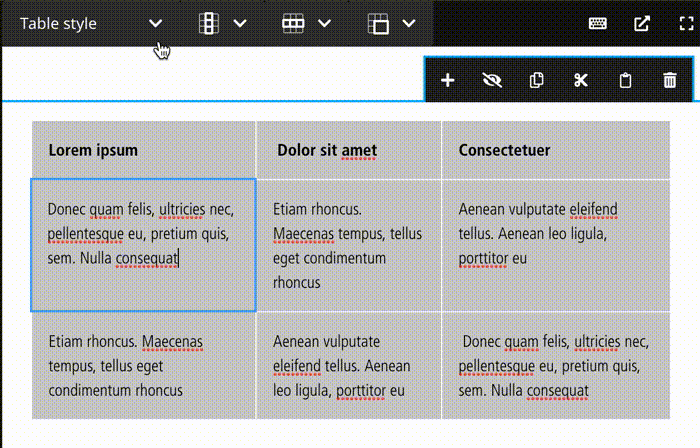 Table style
Lorem ipsum
Dolor sit amet
Consectetuer
Donec quam felis, ultricies nec,
pellentesque eu, pretium quis,
sem. Nulla consequat
Etiam rhoncus.
Maecenas tempus, tellus
eget condimentum
rhoncus
Aenean vulputate eleifend
tellus. Aenean leo ligula,
porttitor eu
Etiam rhoncus. Maecenas
tempus, tellus eget
condimentum rhoncus
Aenean vulputate
eleifend tellus. Aenean
leo ligula, porttitor eu
Donec quam felis, ultricies nec,
pellentesque eu, pretium quis,
sem. Nulla consequat